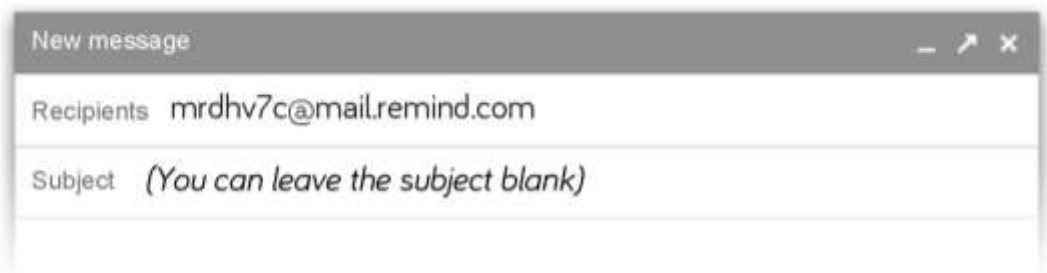 New message
Recipients mrdhv7c@mail.remind.com
Subject (You can leave the subject blank)